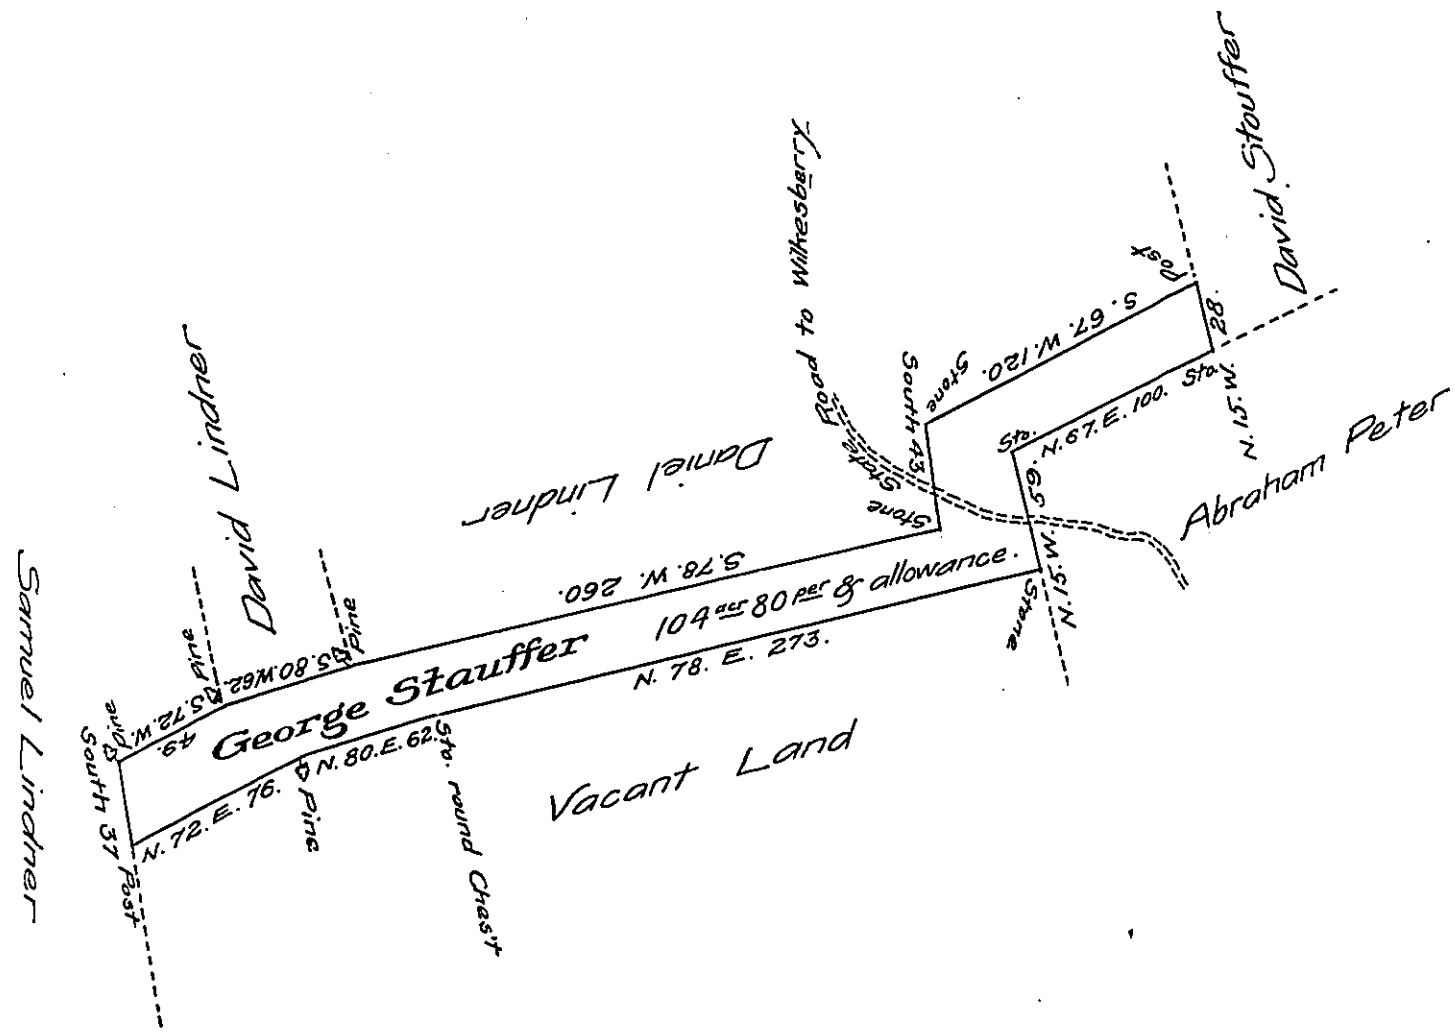 David Stouffer
Road to Wilkesberry
State
Post
28.
S. 67. W. 120.
Stone
South 43
Sto.
N. 67. E. 100.
Sto.
N. 15. W.
Abraham Peter
David Lindner
Daniel Lindner
Stone
N. 15. W. 59.
Stone
S. 78. W. 260.
104 acr 80 per & allowance.
George Stauffer
N. 78. E. 273.
Pine
S. 80. W 62.
Pine
S. 72. W.
49.
Pine
South 37
Post
N. 72. E. 76.
Pine
N. 80. E. 62.
Sto. round Ches't
Vacant Land
Samuel Lindner